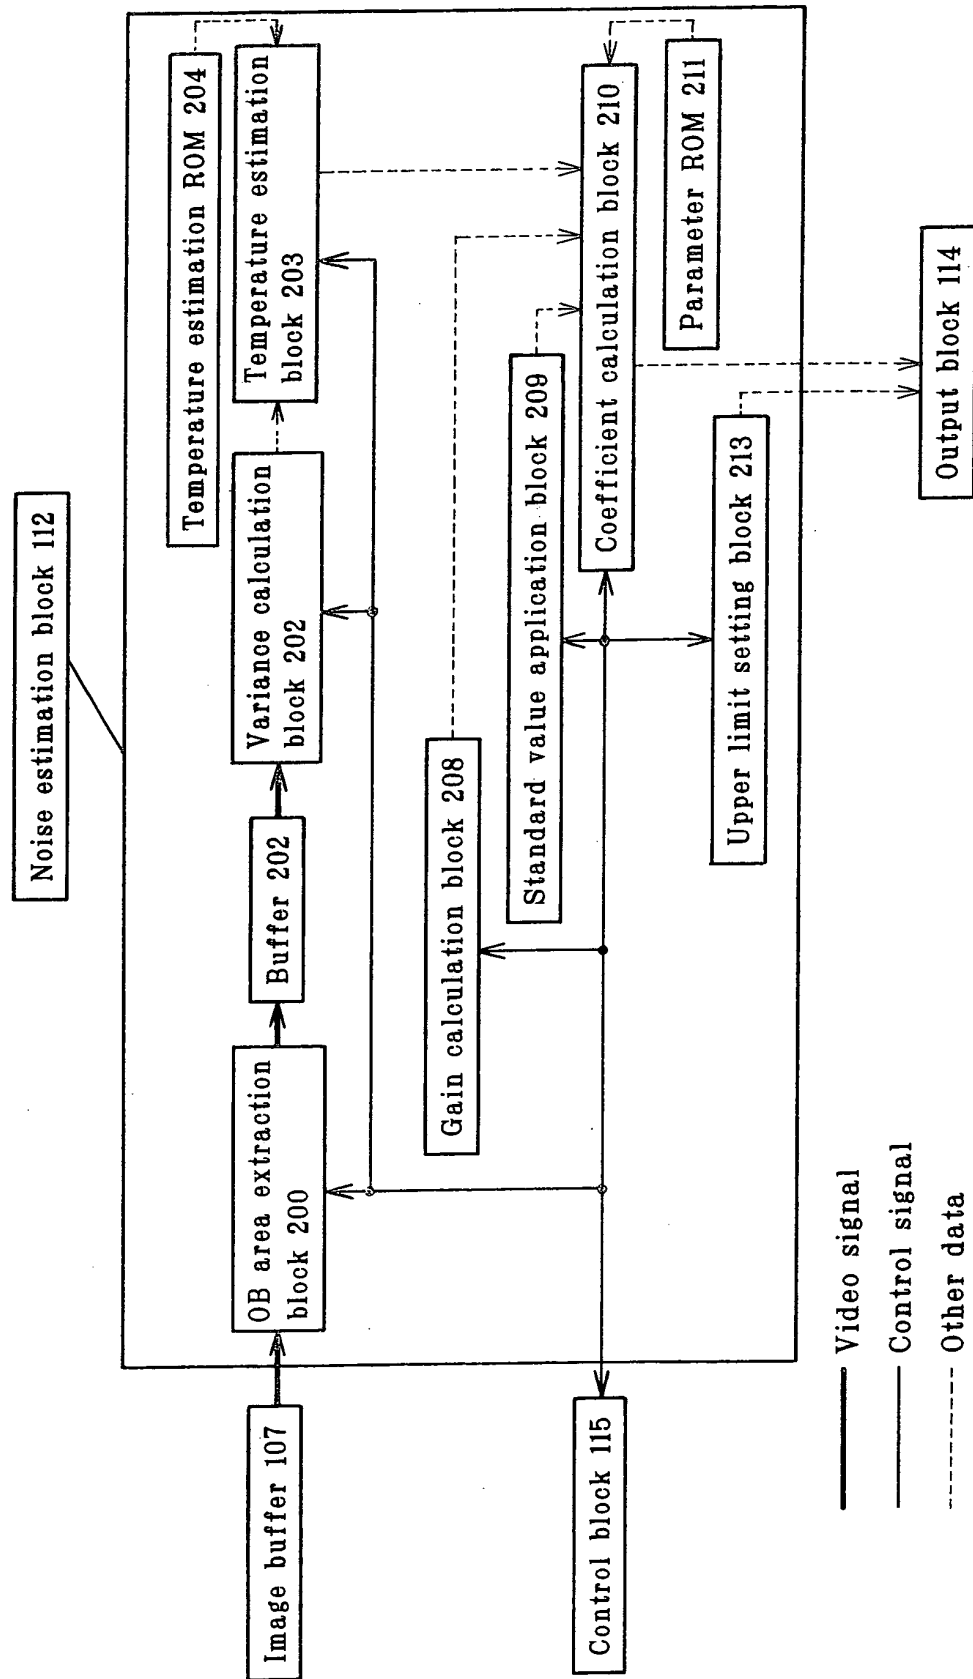 Noise estimation block 112
Temperature estimation ROM 204
Image buffer 107
OB area extraction
block 200
Buffer 202
Variance calculation
block 202
Temperature estimation
block 203
Gain calculation block 208
Standard value application block 209
Control block 115
Coefficient calculation block 210
Parameter ROM 211
Upper limit setting block 213
Output block 114
Video signal
Control signal
Other data